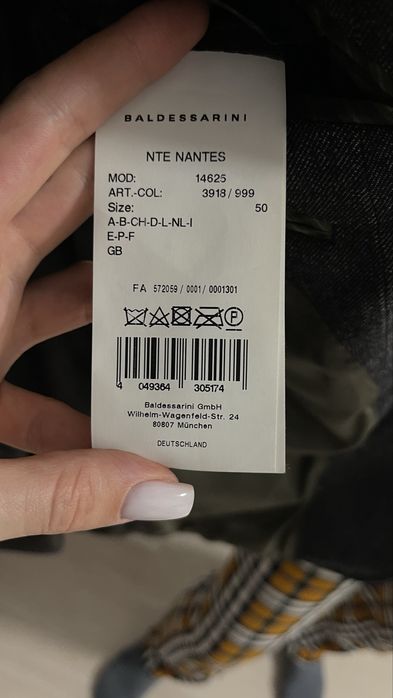 BALDESSARINI
NTE NANTES
MOD: 14625
ART.-COL: 3918 / 999
Size: 50
A-B-CH-D-L-NL-I
E-P-F
GB
FA 572059 / 0001 / 0001301
P
4 049364 305174
Baldessarini GmbH
Wilhelm-Wagenfeld-Str. 24
80807 München
DEUTSCHLAND